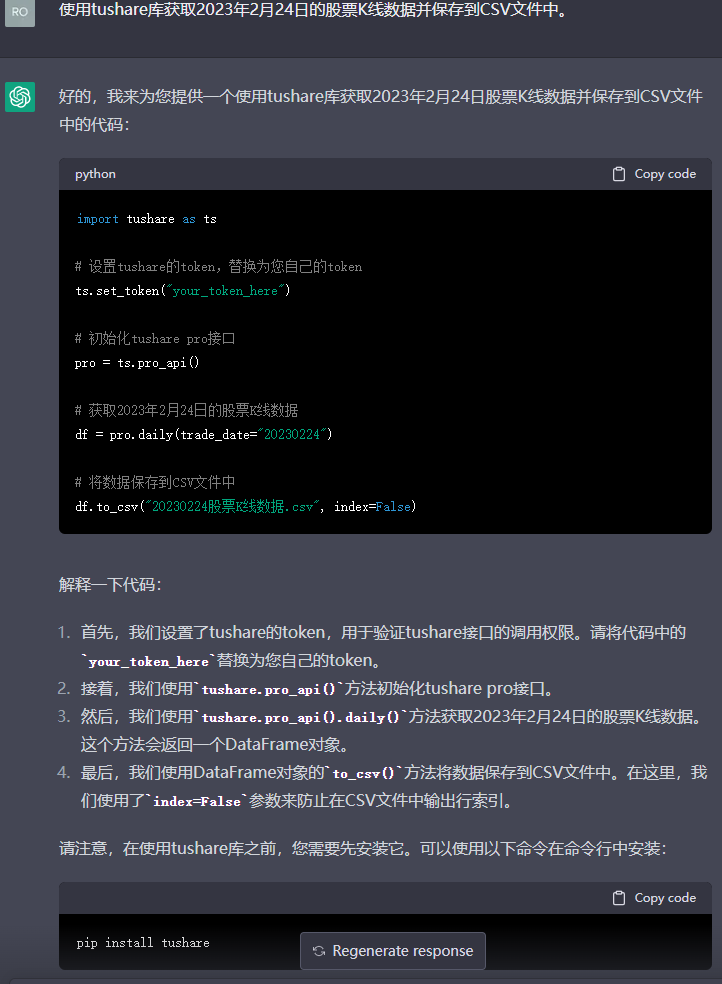 RO
使用tushare库获取2023年2月24日的股票K线数据并保存到CSV文件中。
好的，我来为您提供一个使用tushare库获取2023年2月24日股票K线数据并保存到CSV文件
中的代码：
python
Copy code
import tushare as ts
# 设置tushare的token，替换为您自己的token
ts.set_token("your_token_here")
# 初始化tushare pro接口
pro = ts.pro_api()
# 获取2023年2月24日的股票K线数据
df = pro.daily(trade_date="20230224")
# 将数据保存到CSV文件中
df.to_csv("20230224股票K线数据.csv", index=False)
解释一下代码：
1. 首先，我们设置了tushare的token，用于验证tushare接口的调用权限。请将代码中的
`your_token_here`替换为您自己的token。
2. 接着，我们使用`tushare.pro_api()`方法初始化tushare pro接口。
3. 然后，我们使用`tushare.pro_api().daily()`方法获取2023年2月24日的股票K线数据。
这个方法会返回一个DataFrame对象。
4. 最后，我们使用DataFrame对象的`to_csv()`方法将数据保存到CSV文件中。在这里，我
们使用了`index=False`参数来防止在CSV文件中输出行索引。
请注意，在使用tushare库之前，您需要先安装它。可以使用以下命令在命令行中安装：
Copy code
pip install tushare
Regenerate response